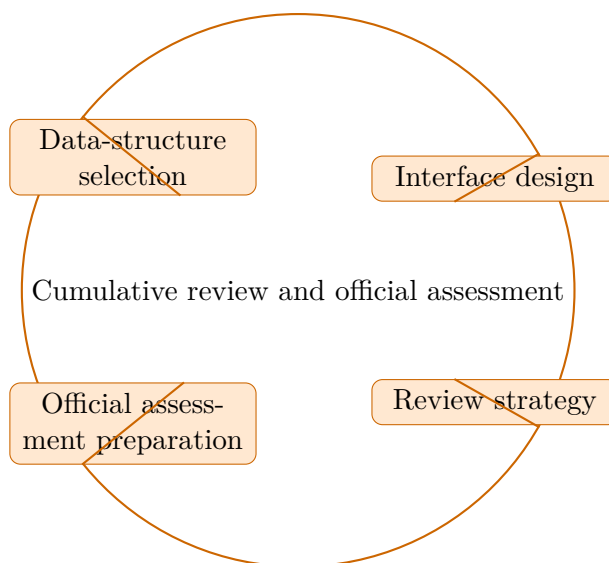 Data-structure
selection
Interface design
Cumulative review and official assessment
Official assess-
ment preparation
Review strategy